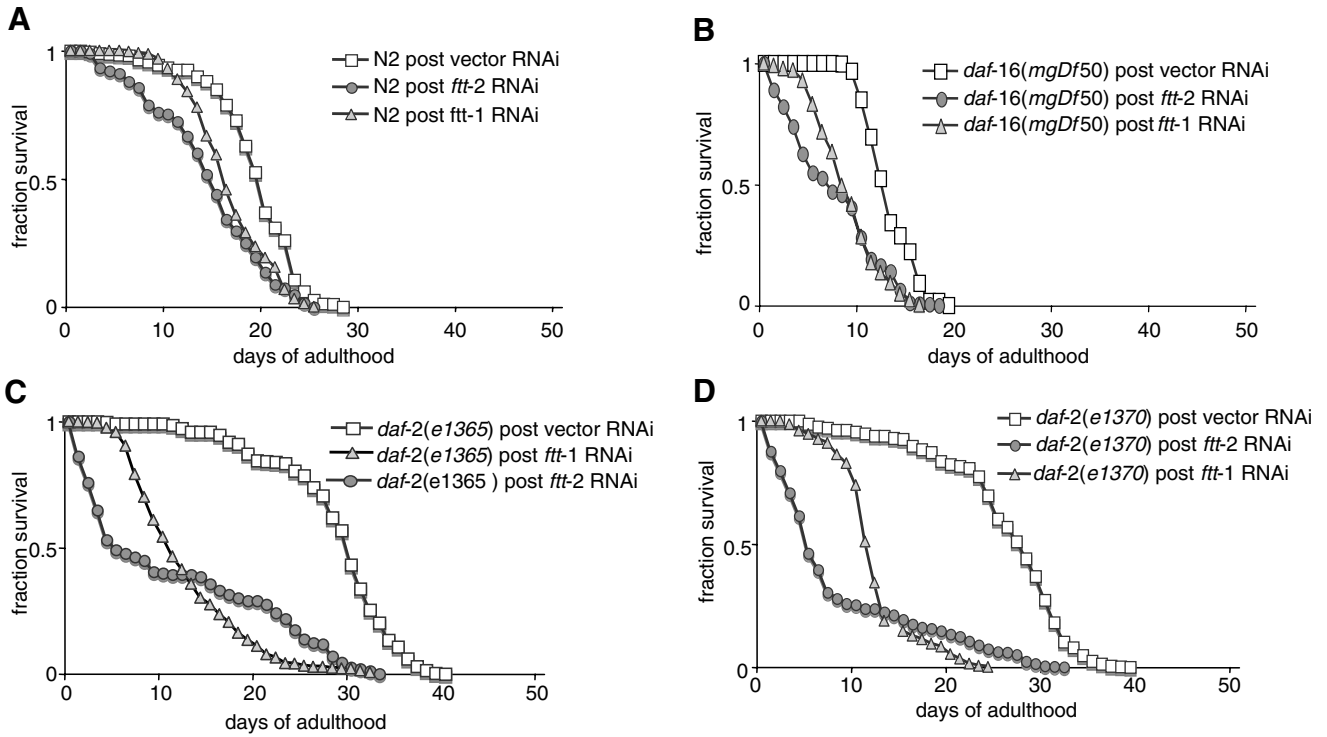 A
fraction survival
1
0.5
0
0 10 20 30 40 50
days of adulthood
N2 post vector RNAi
N2 post ftt-2 RNAi
N2 post ftt-1 RNAi
B
fraction survival
1
0.5
0
0 10 20 30 40 50
days of adulthood
daf-16(mgDf50) post vector RNAi
daf-16(mgDf50) post ftt-2 RNAi
daf-16(mgDf50) post ftt-1 RNAi
C
fraction survival
1
0.5
0
0 10 20 30 40 50
days of adulthood
daf-2(e1365) post vector RNAi
daf-2(e1365) post ftt-1 RNAi
daf-2(e1365 ) post ftt-2 RNAi
D
fraction survival
1
0.5
0
0 10 20 30 40 50
days of adulthood
daf-2(e1370) post vector RNAi
daf-2(e1370) post ftt-2 RNAi
daf-2(e1370) post ftt-1 RNAi